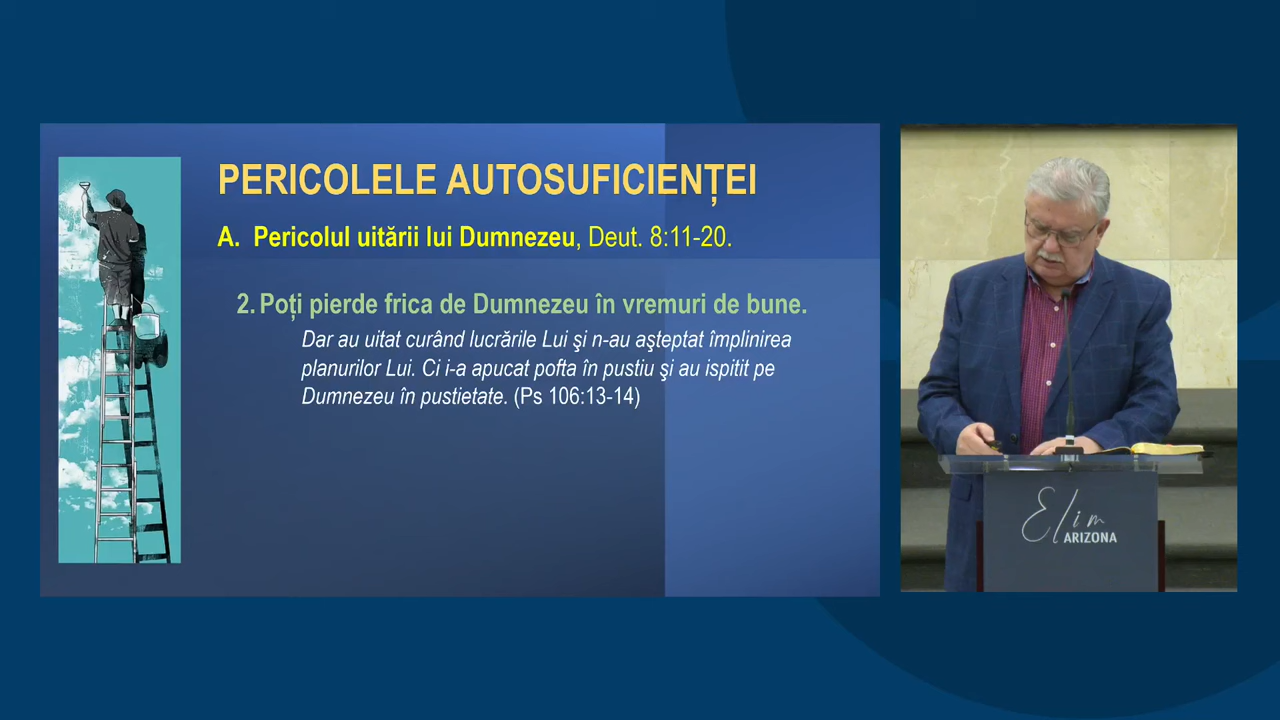 PERICOLELE AUTOSUFICIENȚEI
A. Pericolul uitării lui Dumnezeu, Deut. 8:11-20.
2. Poți pierde frica de Dumnezeu în vremuri de bune.
Dar au uitat curând lucrările Lui şi n-au aşteptat împlinirea
planurilor Lui. Ci i-a apucat pofta în pustiu şi au ispitit pe
Dumnezeu în pustietate. (Ps 106:13-14)
Elim
ARIZONA